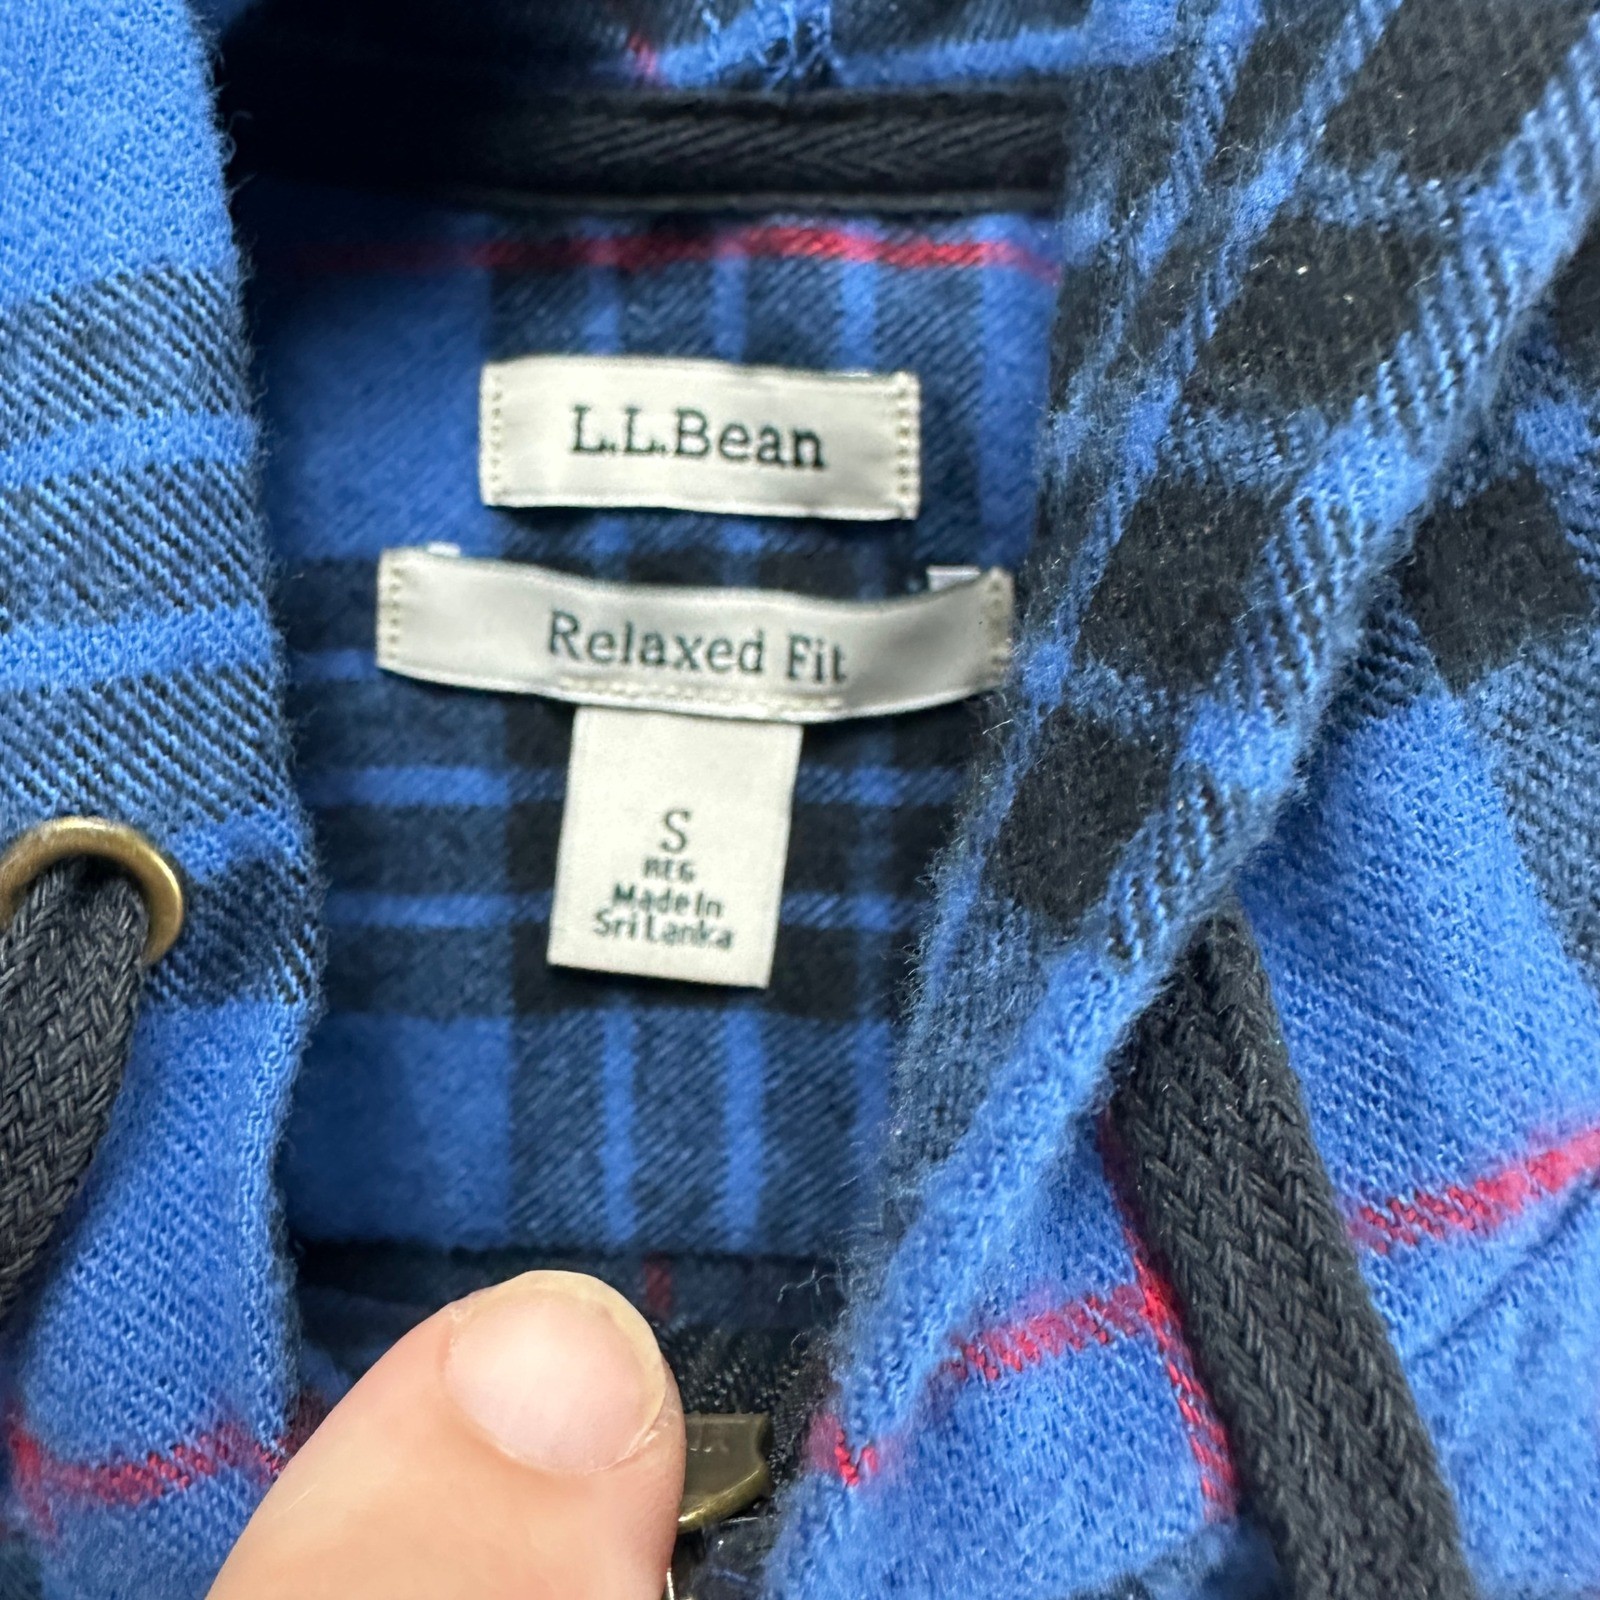 L.L.Bean
Relaxed Fit
S
REG
Made In
Sri Lanka